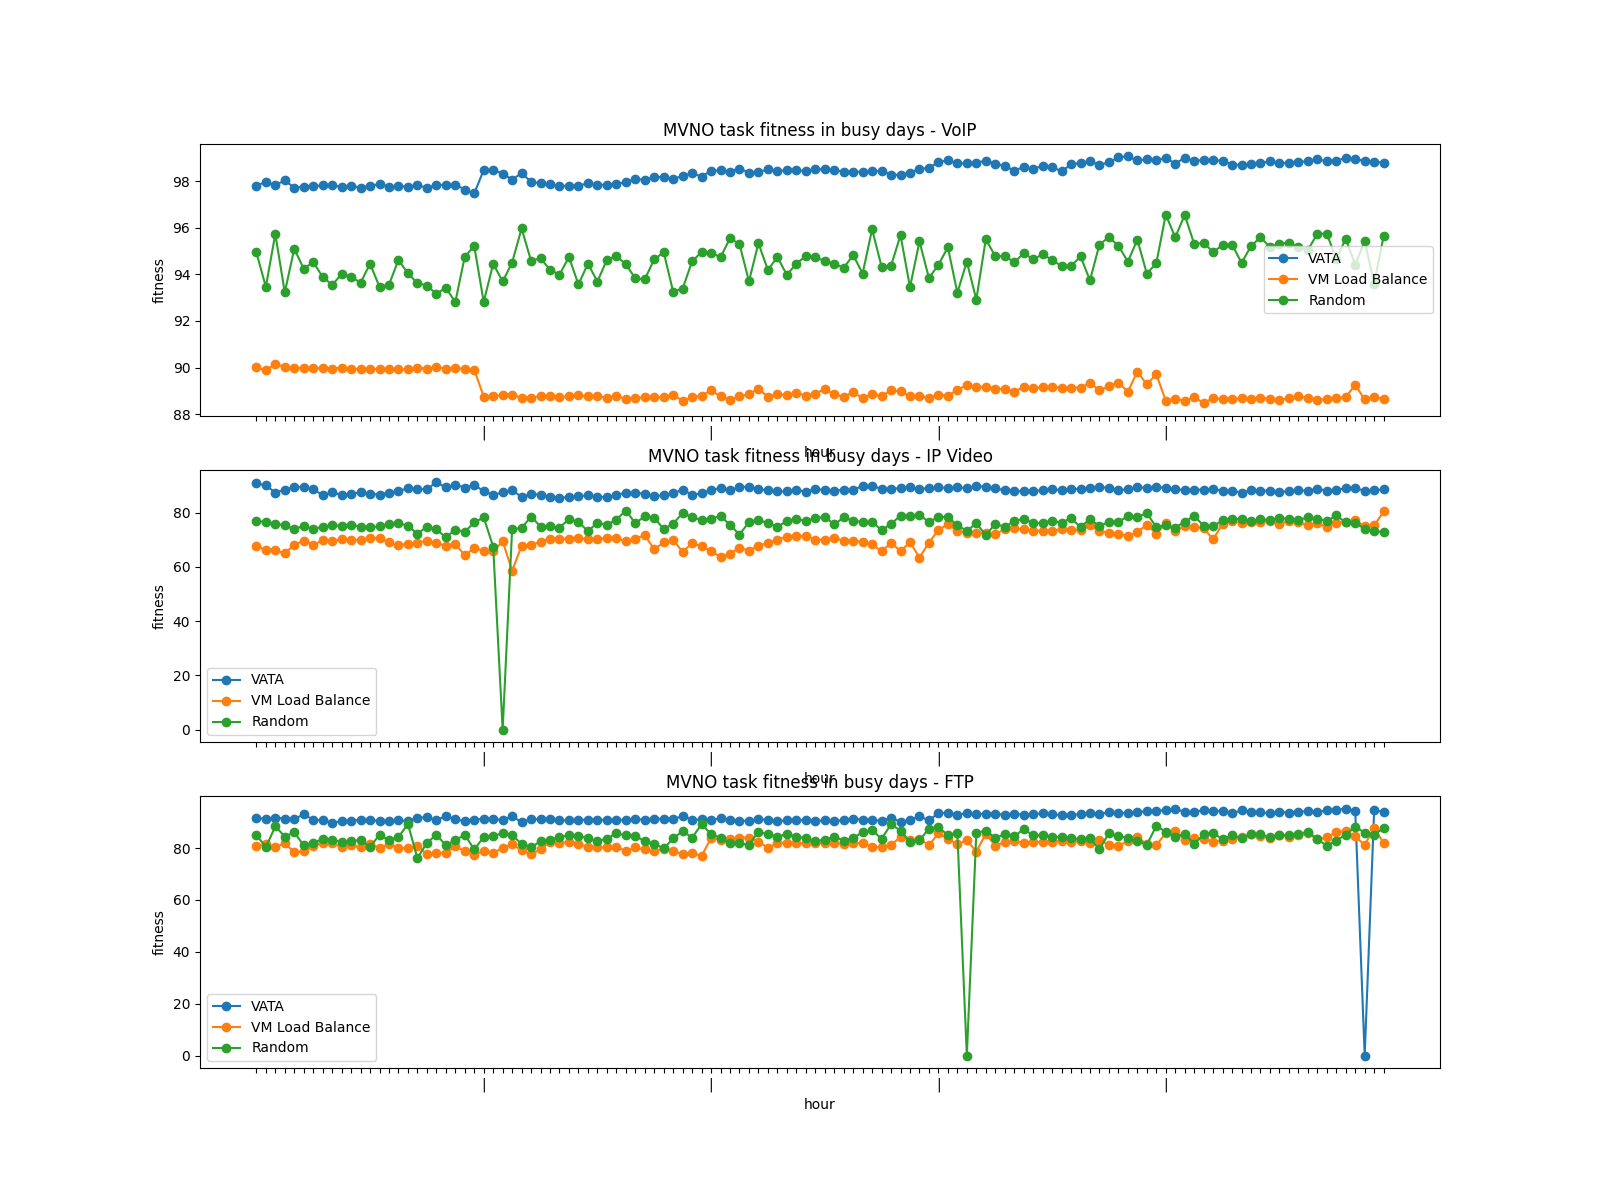 MVNO task fitness in busy days - VoIP
98
96
94
92
90
88
fitness
VATA
VM Load Balance
Random
|
|
|
|
hour
MVNO task fitness in busy days - IP Video
80
60
40
20
0
fitness
VATA
VM Load Balance
Random
|
|
|
|
hour
MVNO task fitness in busy days - FTP
80
60
40
20
0
fitness
VATA
VM Load Balance
Random
|
|
|
|
hour